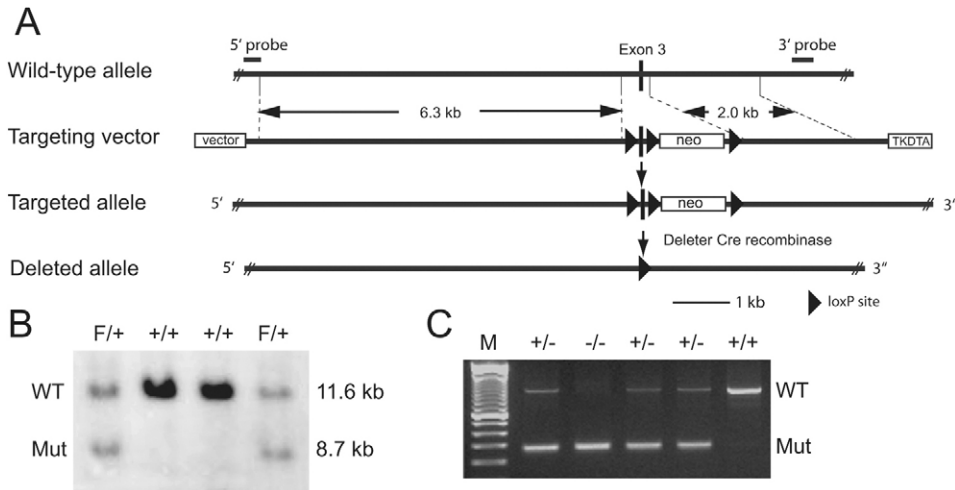 A
5' probe
3' probe
Exon 3
Wild-type allele
6.3 kb
2.0 kb
Targeting vector
vector
neo
TKDTA
Targeted allele
5'
neo
3'
Deleter Cre recombinase
Deleted allele
5'
3"
1 kb
loxP site
B
F/+ +/+ +/+ F/+
WT
11.6 kb
Mut
8.7 kb
C
M +/- -/- +/- +/- +/+
WT
Mut